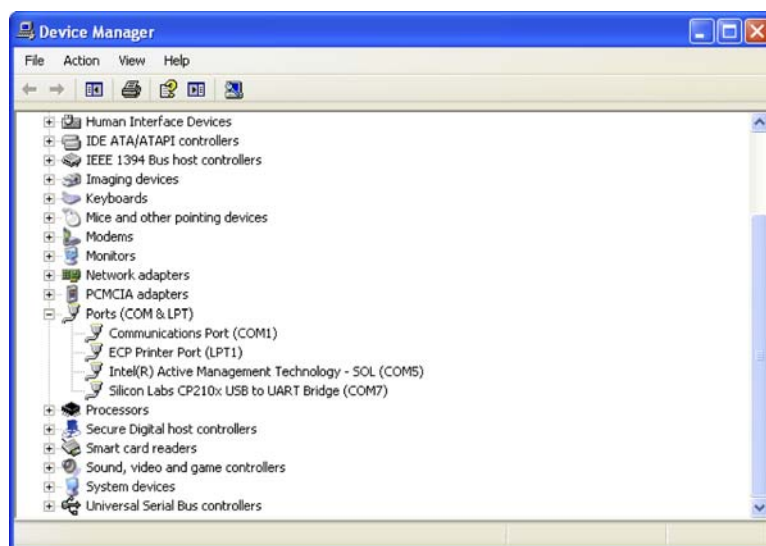 Device Manager
File Action View Help
Human Interface Devices
IDE ATA/ATAPI controllers
IEEE 1394 Bus host controllers
Imaging devices
Keyboards
Mice and other pointing devices
Modems
Monitors
Network adapters
PCMCIA adapters
Ports (COM & LPT)
Communications Port (COM1)
ECP Printer Port (LPT1)
Intel(R) Active Management Technology - SOL (COM5)
Silicon Labs CP210x USB to UART Bridge (COM7)
Processors
Secure Digital host controllers
Smart card readers
Sound, video and game controllers
System devices
Universal Serial Bus controllers